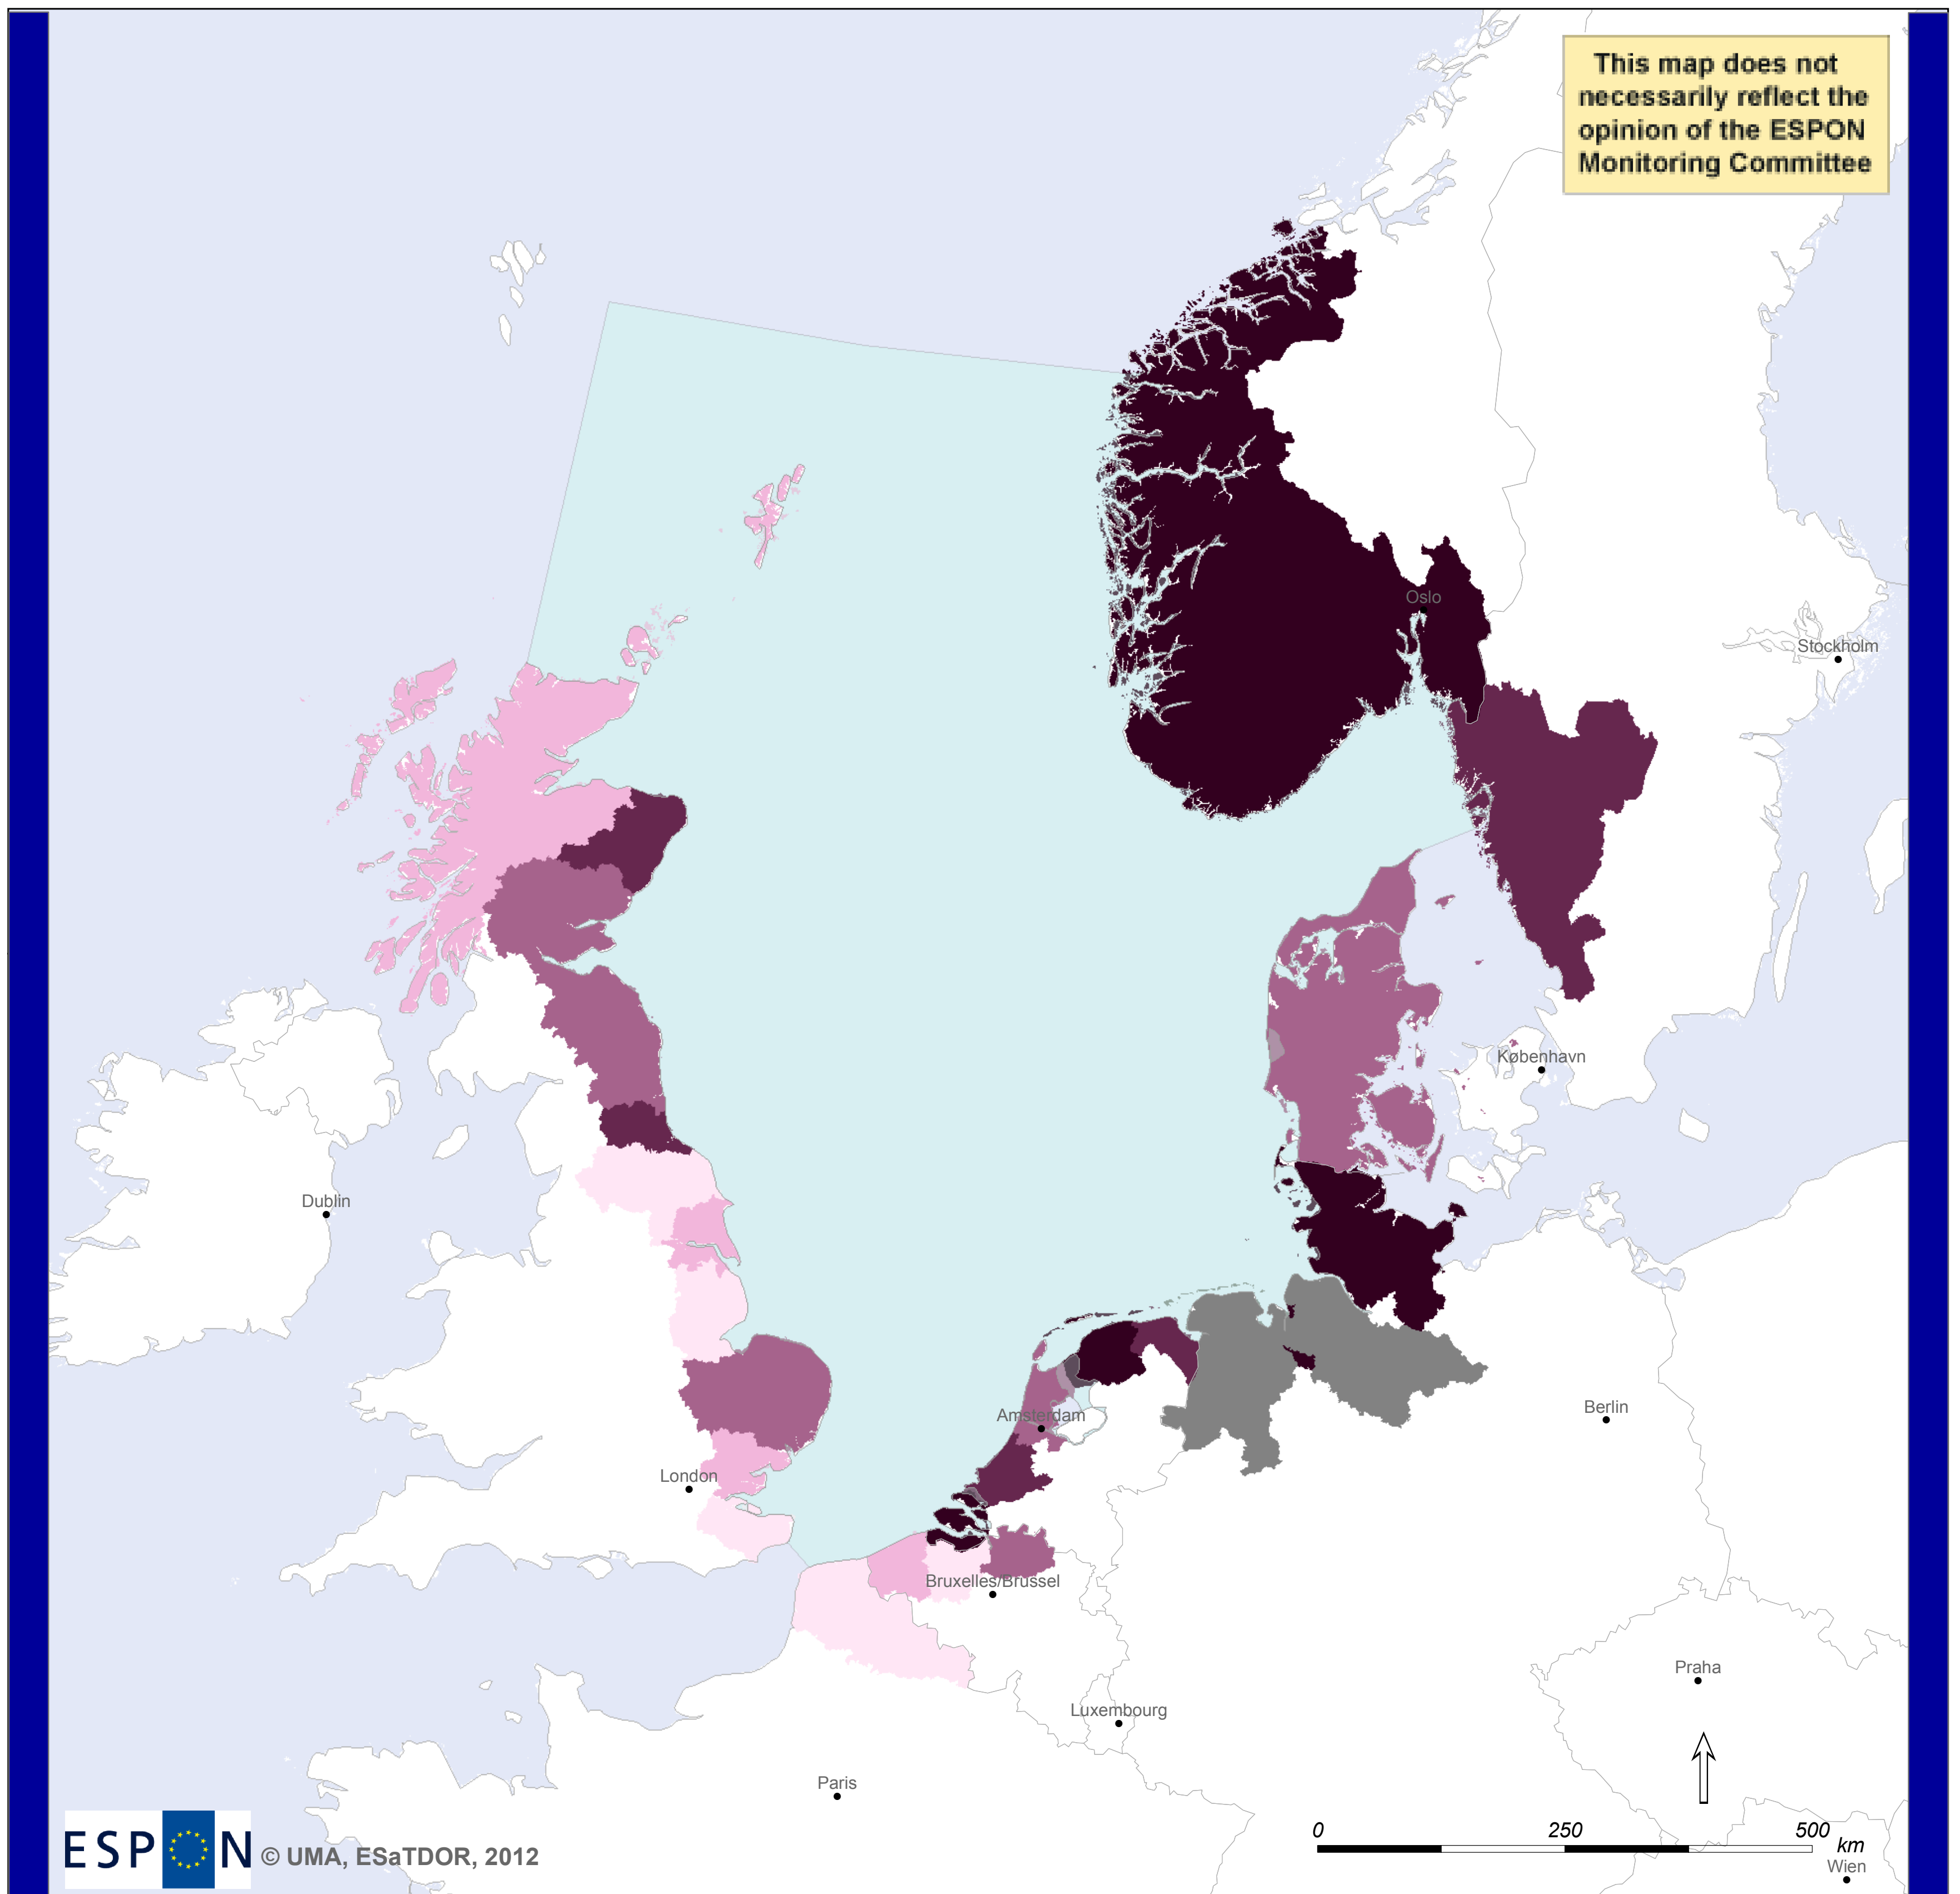 This map does not
necessarily reflect the
opinion of the ESPON
Monitoring Committee
Oslo
Stockholm
København
Dublin
Berlin
Amsterdam
London
Bruxelles/Brussel
Praha
Luxembourg
Paris
0 250 500 km
Wien
ESPON © UMA, ESaTDOR, 2012